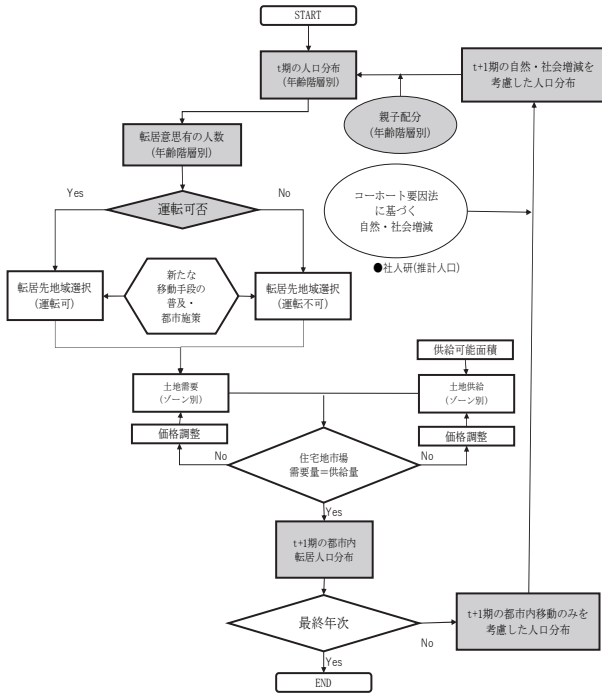 START
t期の人口分布
(年齢階層別)
t+1期の自然・社会増減を
考慮した人口分布
親子配分
(年齢階層別)
転居意思有の人数
(年齢階層別)
Yes
運転可否
No
コーホート要因法
に基づく
自然・社会増減
●社人研(推計人口)
転居先地域選択
(運転可)
新たな
移動手段の
普及・
都市施策
転居先地域選択
(運転不可)
供給可能面積
土地需要
(ゾーン別)
土地供給
(ゾーン別)
価格調整
価格調整
No
住宅地市場
需要量=供給量
No
Yes
t+1期の都市内
転居人口分布
最終年次
No
t+1期の都市内移動のみを
考慮した人口分布
Yes
END